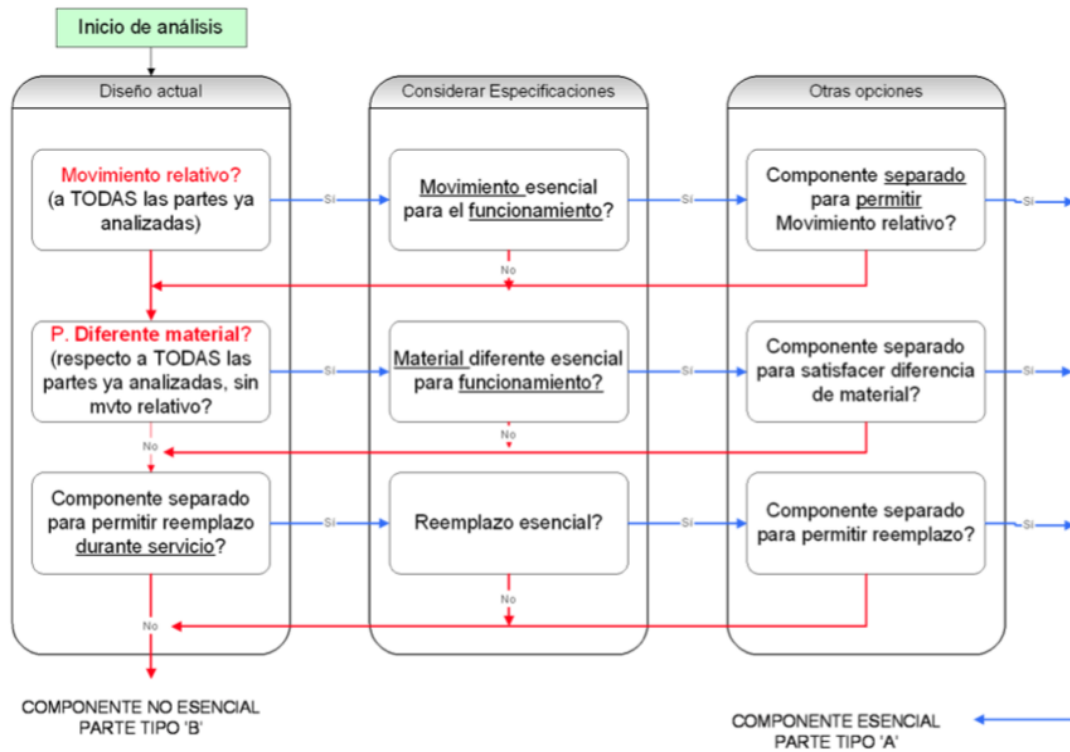 Inicio de análisis
Diseño actual
Considerar Especificaciones
Otras opciones
Movimiento relativo?
(a TODAS las partes ya
analizadas)
Si
Movimiento esencial
para el funcionamiento?
Si
Componente separado
para permitir
Movimiento relativo?
Si
No
P. Diferente material?
(respecto a TODAS las
partes ya analizadas, sin
mvto relativo?
Si
Material diferente esencial
para funcionamiento?
Si
Componente separado
para satisfacer diferencia
de material?
Si
No
No
Componente separado
para permitir reemplazo
durante servicio?
Si
Reemplazo esencial?
Si
Componente separado
para permitir reemplazo?
Si
No
No
COMPONENTE NO ESENCIAL
PARTE TIPO 'B'
COMPONENTE ESENCIAL
PARTE TIPO 'A'